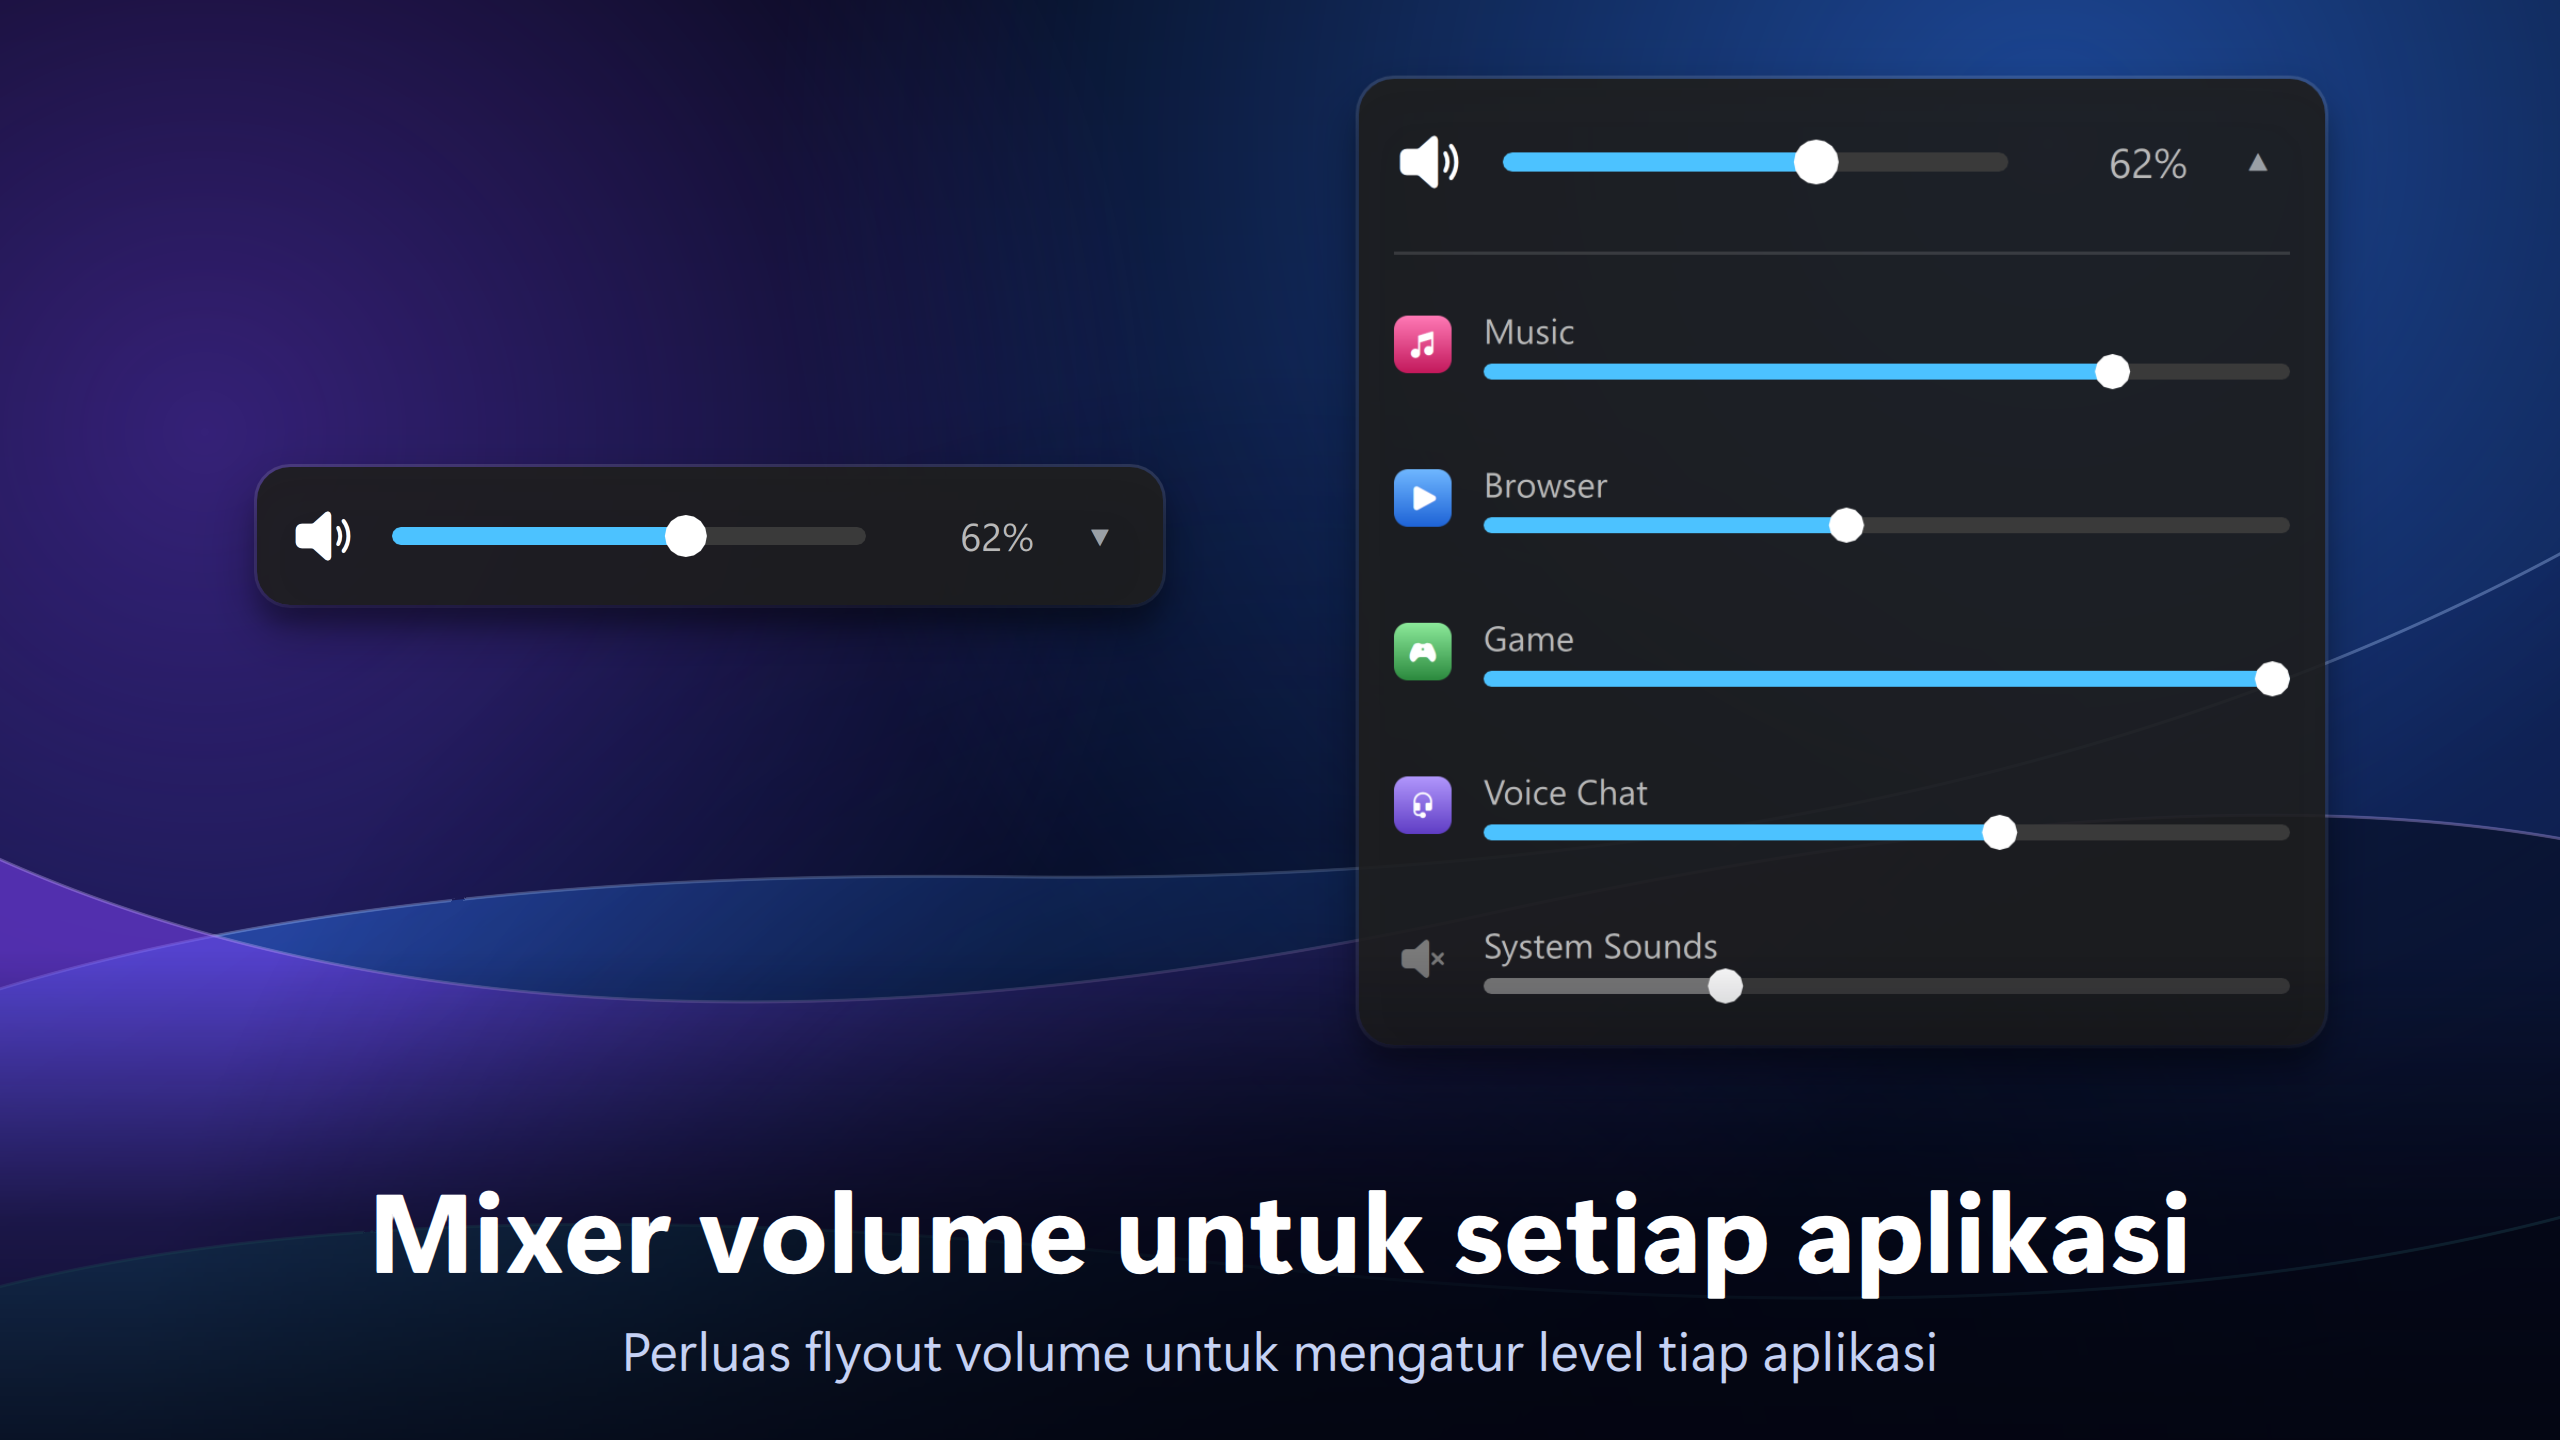 62%
62%
Music
Browser
Game
Voice Chat
System Sounds
Mixer volume untuk setiap aplikasi
Perluas flyout volume untuk mengatur level tiap aplikasi